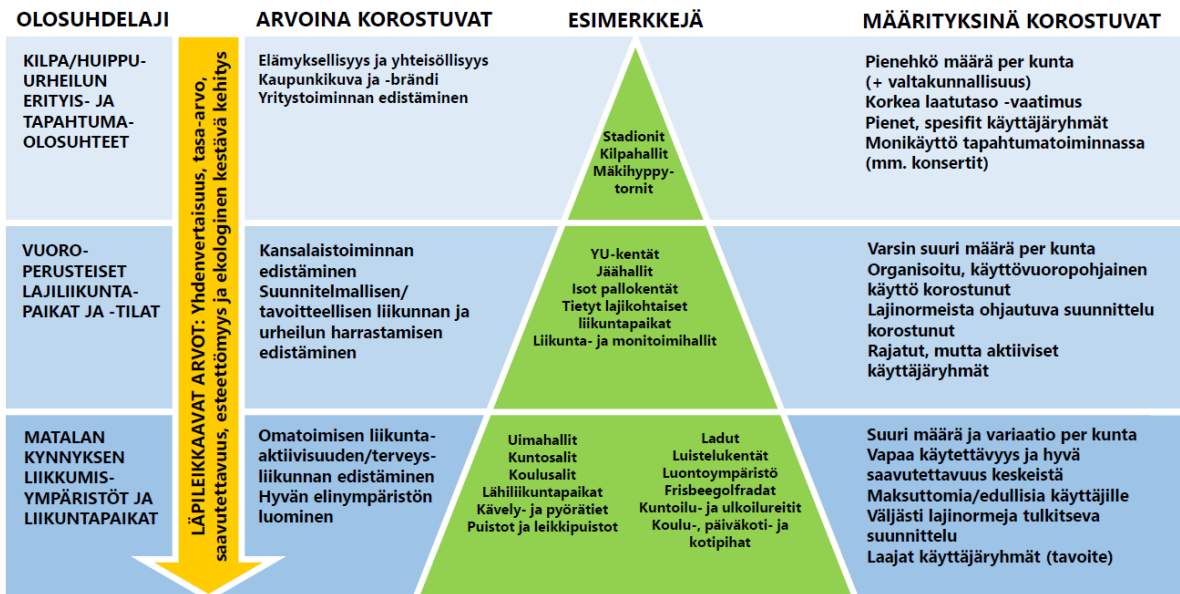 OLOSUHDELAJI
ARVOINA KOROSTUVAT
ESIMERKKEJÄ
MÄÄRITYKSINÄ KOROSTUVAT
LÄPILEIKKAAVAT ARVOT: Yhdenvertaisuus, tasa-arvo,
saavutettavuus, esteettömyys ja ekologinen kestävä kehitys
KILPA/HUIPPU-
URHEILUN
ERITYIS- JA
TAPAHTUMA-
OLOSUHTEET
Elämyksellisyys ja yhteisöllisyys
Kaupunkikuva ja -brändi
Yritystoiminnan edistäminen
Stadionit
Kilpahallit
Mäkihyppy-
tornit
Pienehkö määrä per kunta
(+ valtakunnallisuus)
Korkea laatutaso -vaatimus
Pienet, spesifit käyttäjäryhmät
Monikäyttö tapahtumatoiminnassa
(mm. konsertit)
VUORO-
PERUSTEISET
LAJILIIKUNTA-
PAIKAT JA -TILAT
Kansalaistoiminnan
edistäminen
Suunnitelmallisen/
tavoitteellisen liikunnan ja
urheilun harrastamisen
edistäminen
YU-kentät
Jäähallit
Isot pallokentät
Tietyt lajikohtaiset
liikuntapaikat
Liikunta- ja monitoimihallit
Varsin suuri määrä per kunta
Organisoitu, käyttövuoropohjainen
käyttö korostunut
Lajinormeista ohjautuva suunnittelu
korostunut
Rajatut, mutta aktiiviset
käyttäjäryhmät
MATALAN
KYNNYKSEN
LIIKKUMIS-
YMPÄRISTÖT JA
LIIKUNTAPAIKAT
Omatoimisen liikunta-
aktiivisuuden/terveys-
liikunnan edistäminen
Hyvän elinympäristön
luominen
Uimahallit
Kuntosalit
Koulusalit
Lähiliikuntapaikat
Kävely- ja pyörätiet
Puistot ja leikkipuistot
Ladut
Luistelukentät
Luontoympäristö
Frisbeegolfradat
Kuntoilu- ja ulkoilureitit
Koulu-, päiväkoti- ja
kotipihat
Suuri määrä ja variaatio per kunta
Vapaa käytettävyys ja hyvä
saavutettavuus keskeistä
Maksuttomia/edullisia käyttäjille
Väljästi lajinormeja tulkitseva
suunnittelu
Laajat käyttäjäryhmät (tavoite)